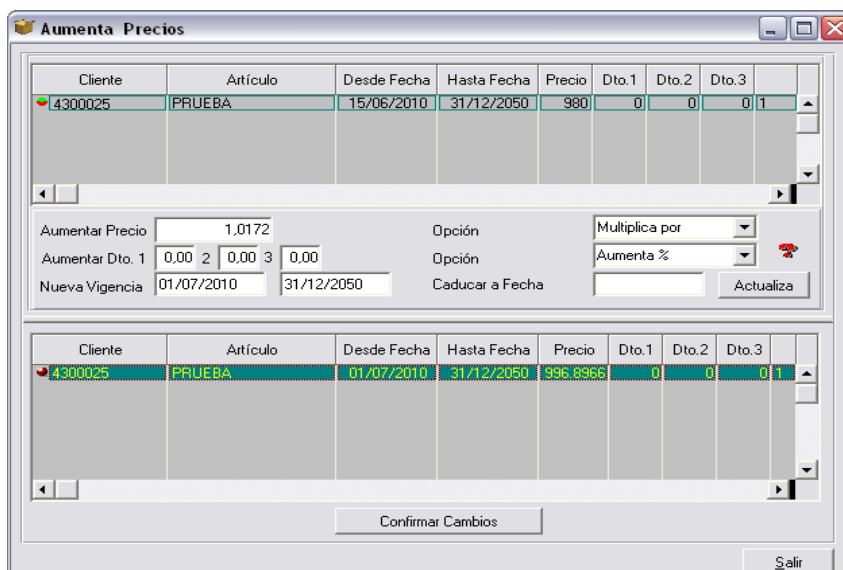 Aumenta Precios
Cliente Artículo Desde Fecha Hasta Fecha Precio Dto.1 Dto.2 Dto.3
4300025 PRUEBA 15/06/2010 31/12/2050 980 0 0 0 1
Aumentar Precio 1,0172 Opción Multiplica por
Aumentar Dto. 1 0,00 2 0,00 3 0,00 Opción Aumenta %
Nueva Vigencia 01/07/2010 31/12/2050 Caducar a Fecha Actualiza
Cliente Artículo Desde Fecha Hasta Fecha Precio Dto.1 Dto.2 Dto.3
4300025 PRUEBA 01/07/2010 31/12/2050 996.8966 0 0 0 1
Confirmar Cambios
Salir